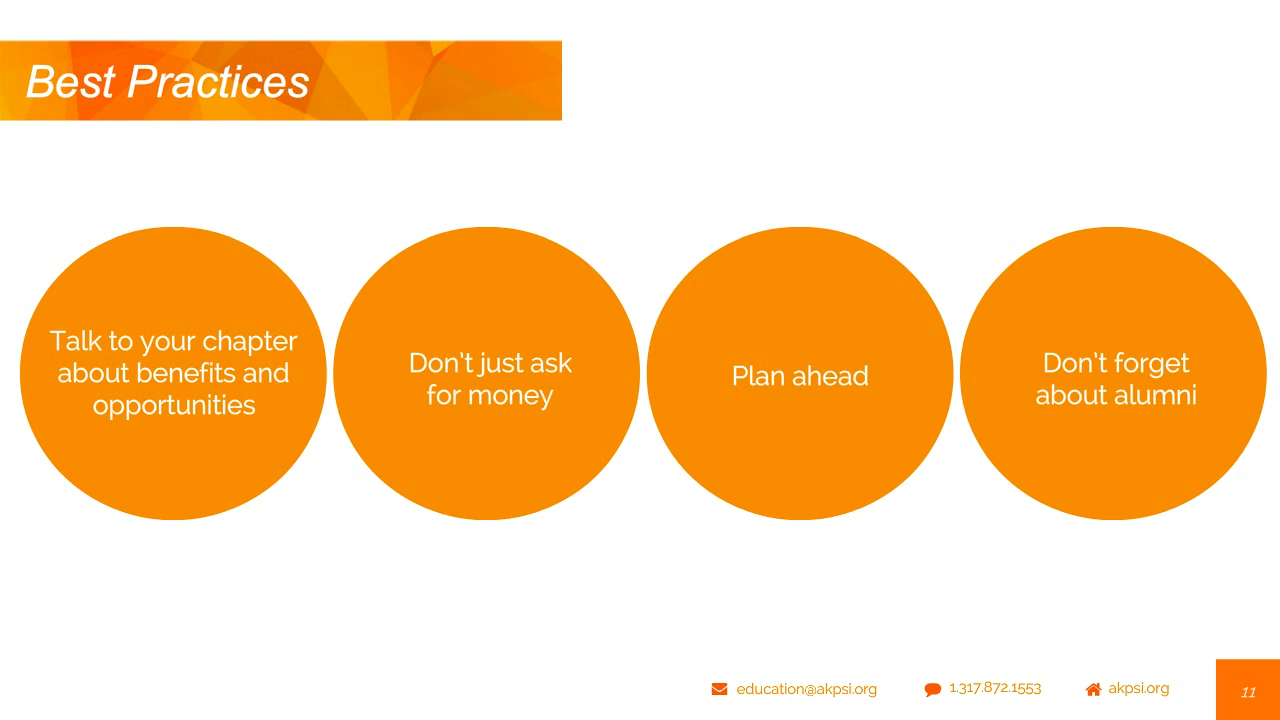 Best Practices
Talk to your chapter
about benefits and
opportunities
Don't just ask
for money
Plan ahead
Don't forget
about alumni
education@akpsi.org
1.317.872.1553
akpsi.org
11